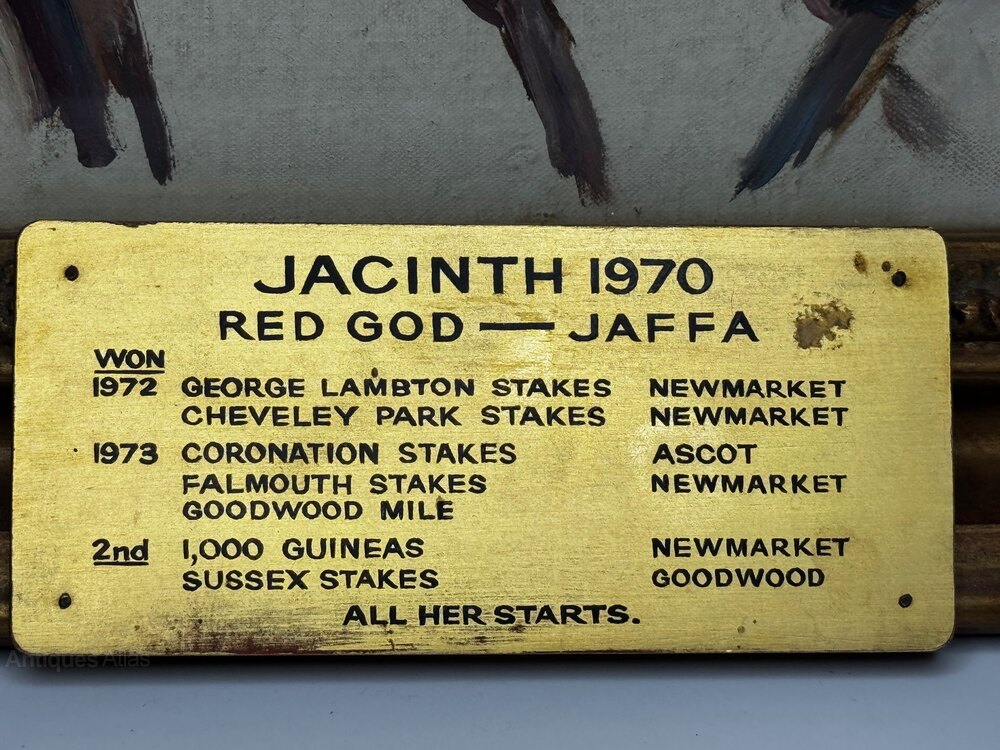 JACINTH 1970
RED GOD — JAFFA
WON
1972 GEORGE LAMBTON STAKES NEWMARKET
CHEVELEY PARK STAKES NEWMARKET
1973 CORONATION STAKES ASCOT
FALMOUTH STAKES NEWMARKET
GOODWOOD MILE
2nd 1,000 GUINEAS NEWMARKET
SUSSEX STAKES GOODWOOD
ALL HER STARTS.
Antiques Atlas